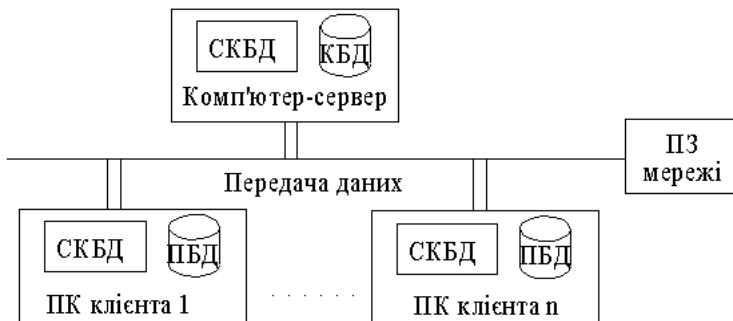 СКБД
КБД
Комп'ютер-сервер
ПЗ
мережі
Передача даних
СКБД
ПБД
ПК клієнта 1
. . . . . .
СКБД
ПБД
ПК клієнта n